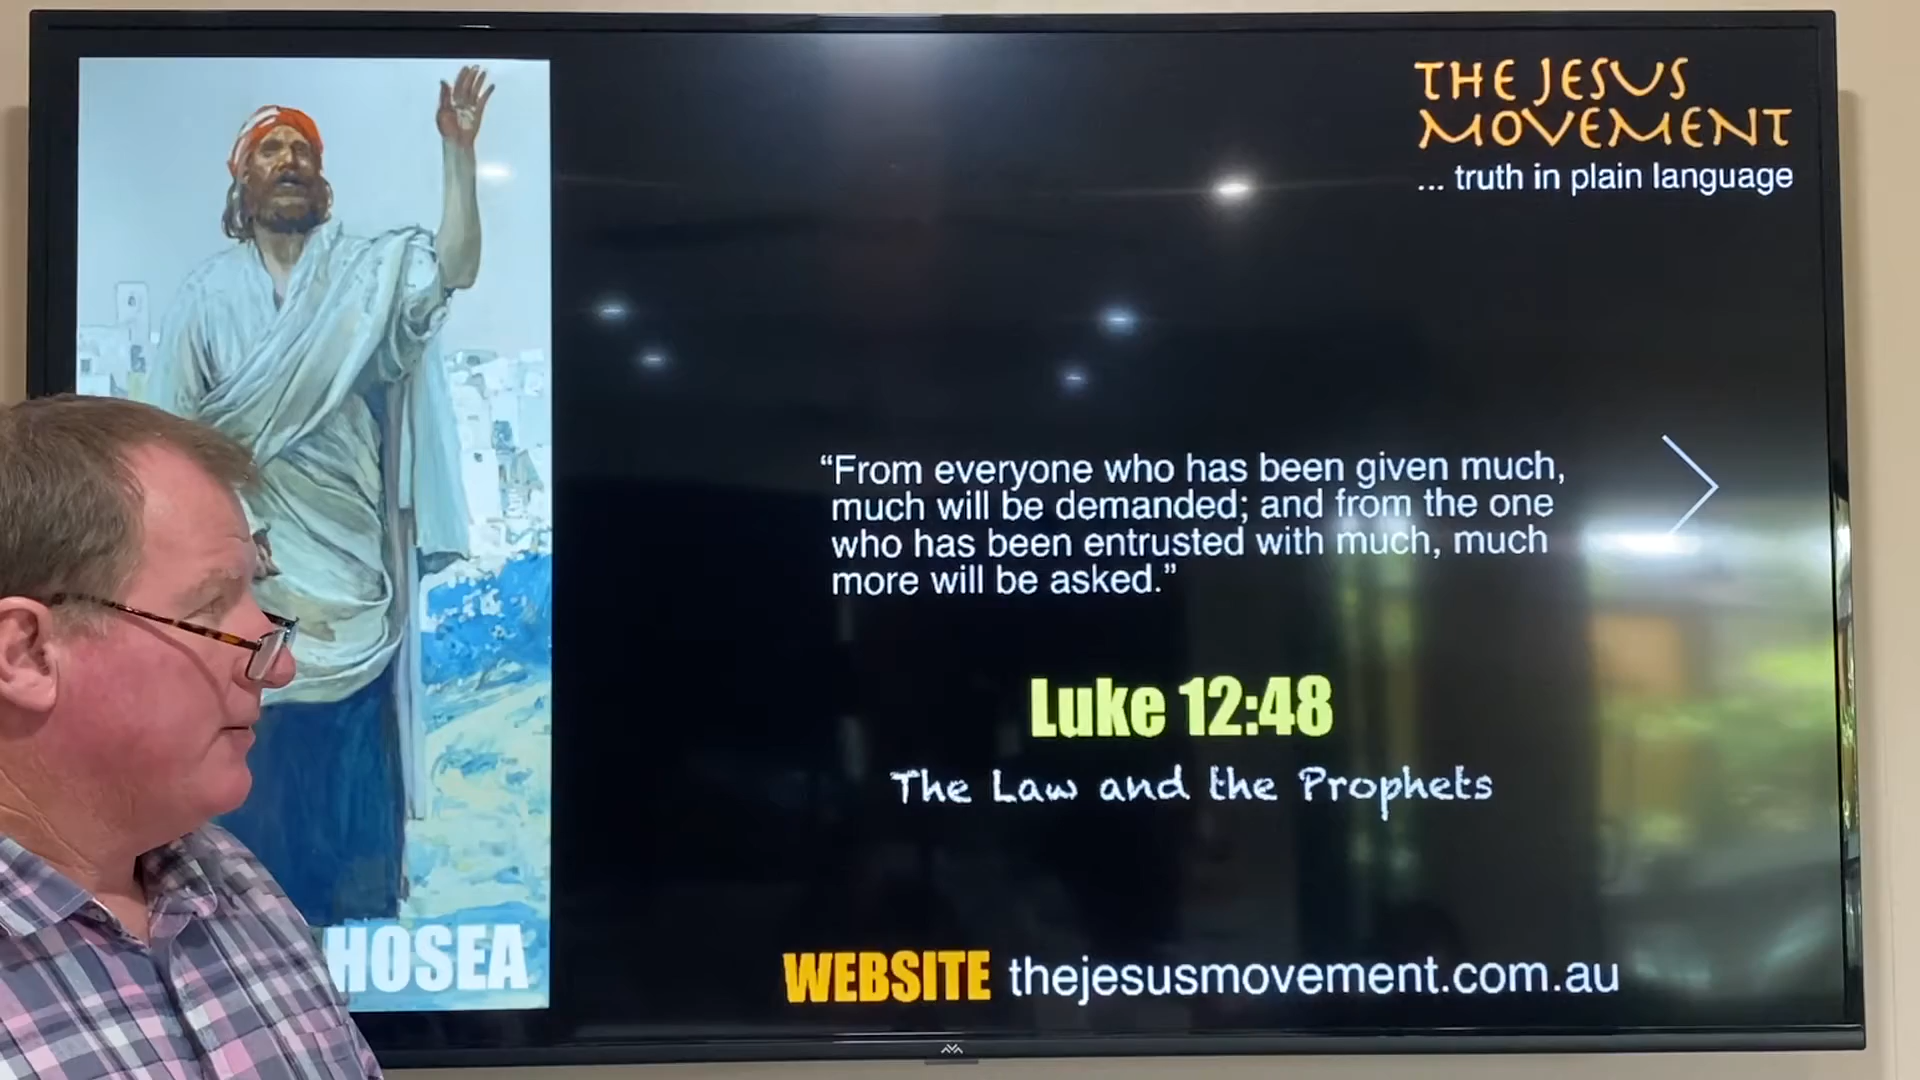 THE JESUS
MOVEMENT
... truth in plain language
“From everyone who has been given much,
much will be demanded; and from the one
who has been entrusted with much, much
more will be asked.”
Luke 12:48
The Law and the Prophets
HOSEA
WEBSITE thejesusmovement.com.au